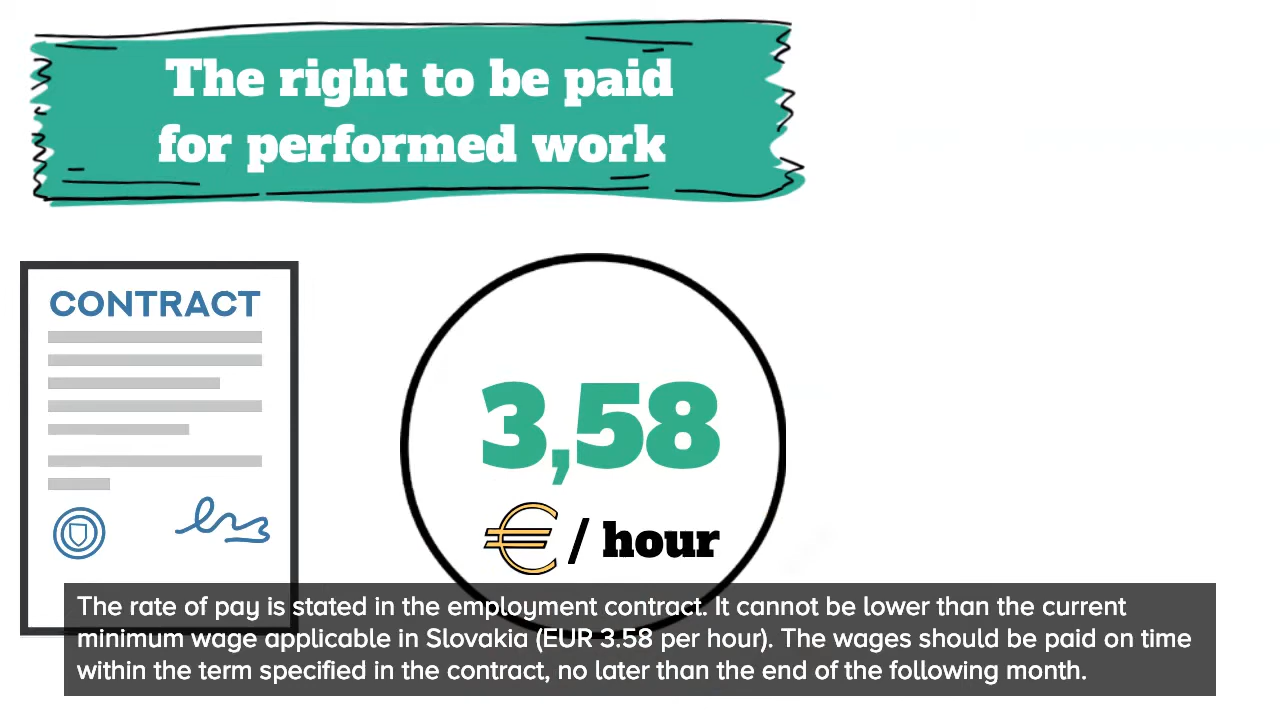 The right to be paid
for performed work
CONTRACT
3,58
€ / hour
The rate of pay is stated in the employment contract. It cannot be lower than the current
minimum wage applicable in Slovakia (EUR 3.58 per hour). The wages should be paid on time
within the term specified in the contract, no later than the end of the following month.